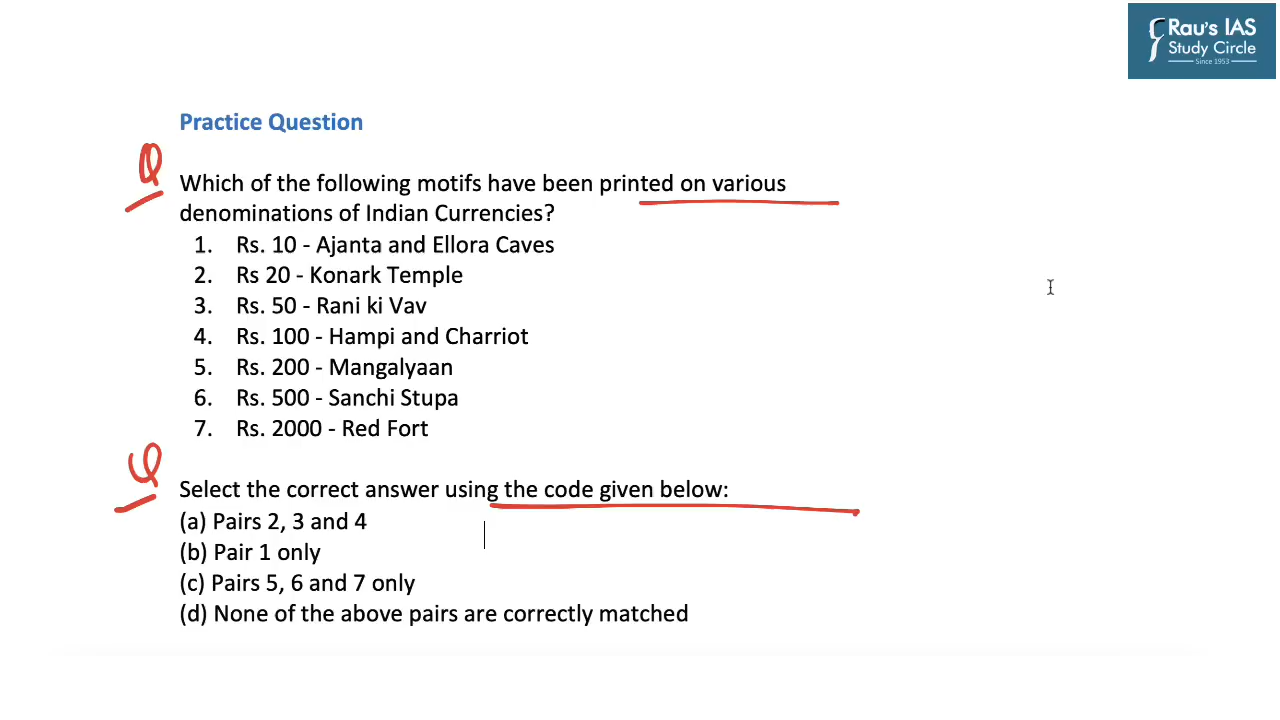 Rau's IAS
Study Circle
Since 1953
Practice Question
Q
Which of the following motifs have been printed on various
denominations of Indian Currencies?
1. Rs. 10 - Ajanta and Ellora Caves
2. Rs 20 - Konark Temple
3. Rs. 50 - Rani ki Vav
4. Rs. 100 - Hampi and Charriot
5. Rs. 200 - Mangalyaan
6. Rs. 500 - Sanchi Stupa
7. Rs. 2000 - Red Fort
Q
Select the correct answer using the code given below:
(a) Pairs 2, 3 and 4
(b) Pair 1 only
(c) Pairs 5, 6 and 7 only
(d) None of the above pairs are correctly matched